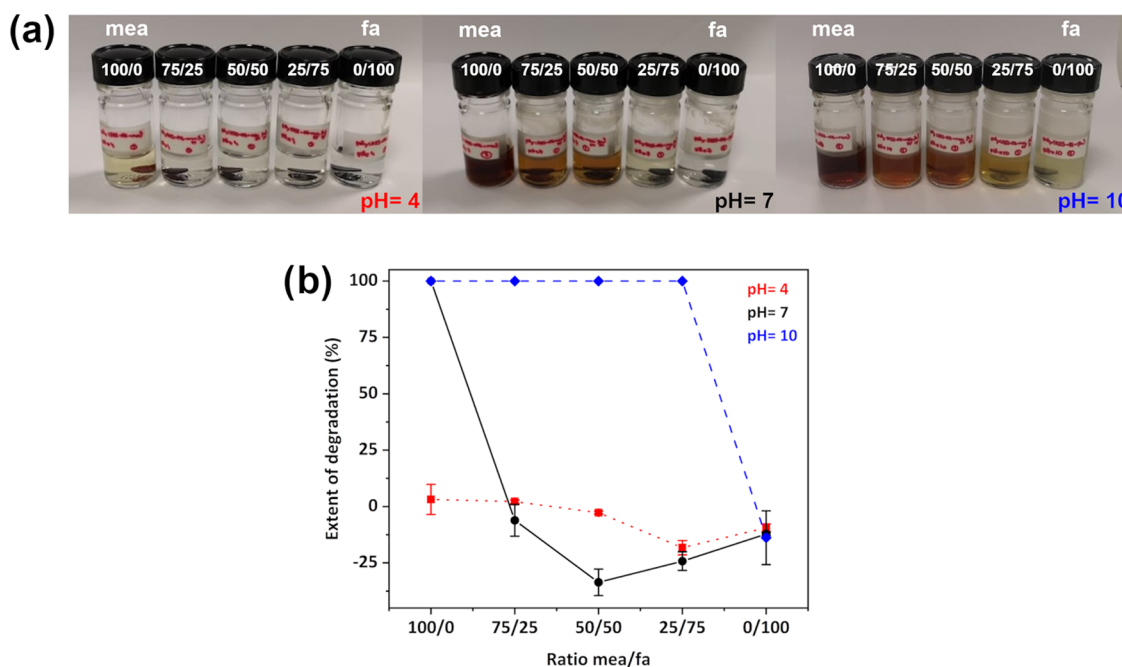 (a)
mea fa
100/0 75/25 50/50 25/75 0/100
pH= 4
mea fa
100/0 75/25 50/50 25/75 0/100
pH= 7
mea fa
100/0 75/25 50/50 25/75 0/100
pH= 10
(b)
Extent of degradation (%)
100
75
50
25
0
-25
pH= 4
pH= 7
pH= 10
100/0 75/25 50/50 25/75 0/100
Ratio mea/fa